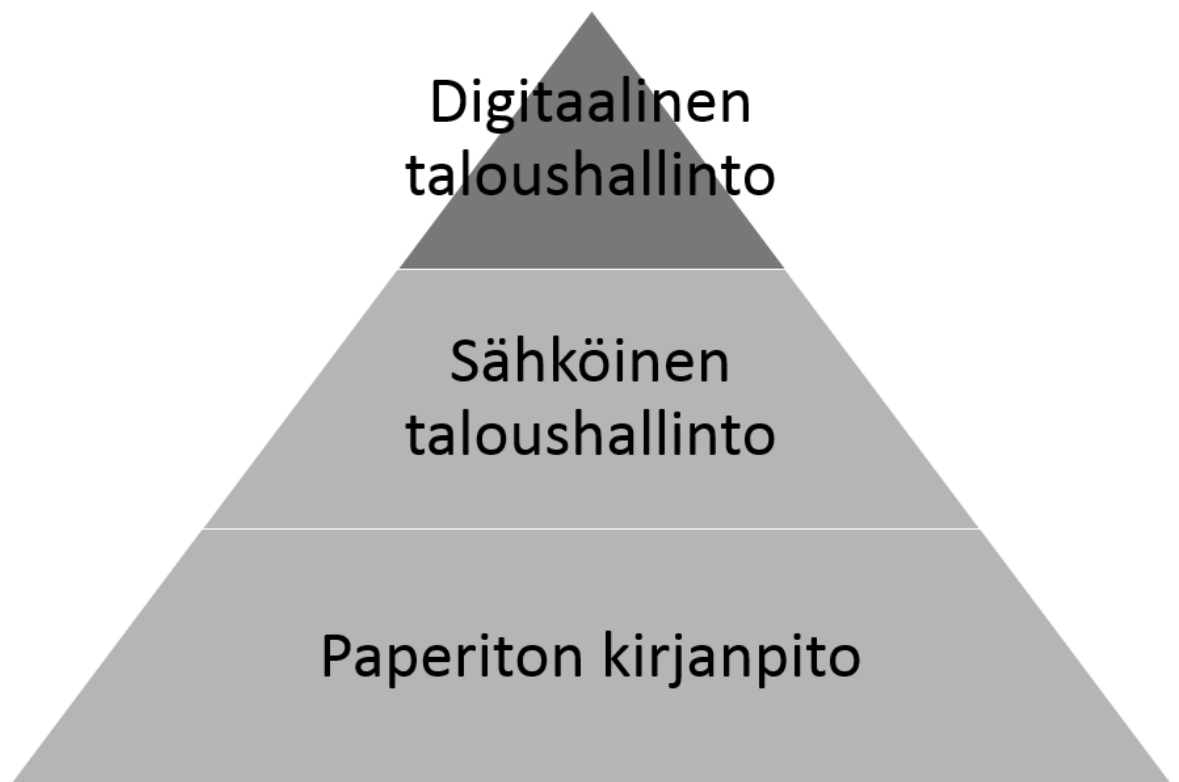 Digitaalinen
taloushallinto
Sähköinen
taloushallinto
Paperiton kirjanpito